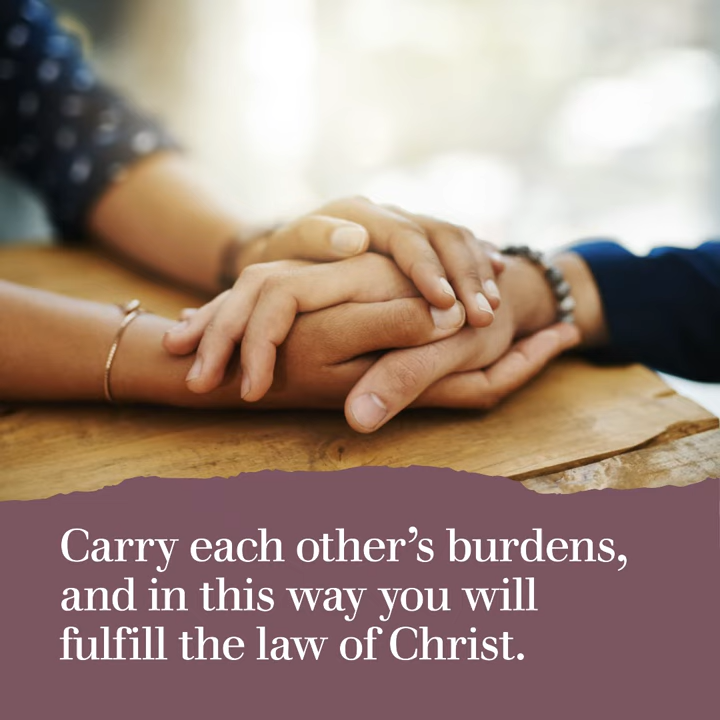 Carry each other’s burdens,
and in this way you will
fulfill the law of Christ.